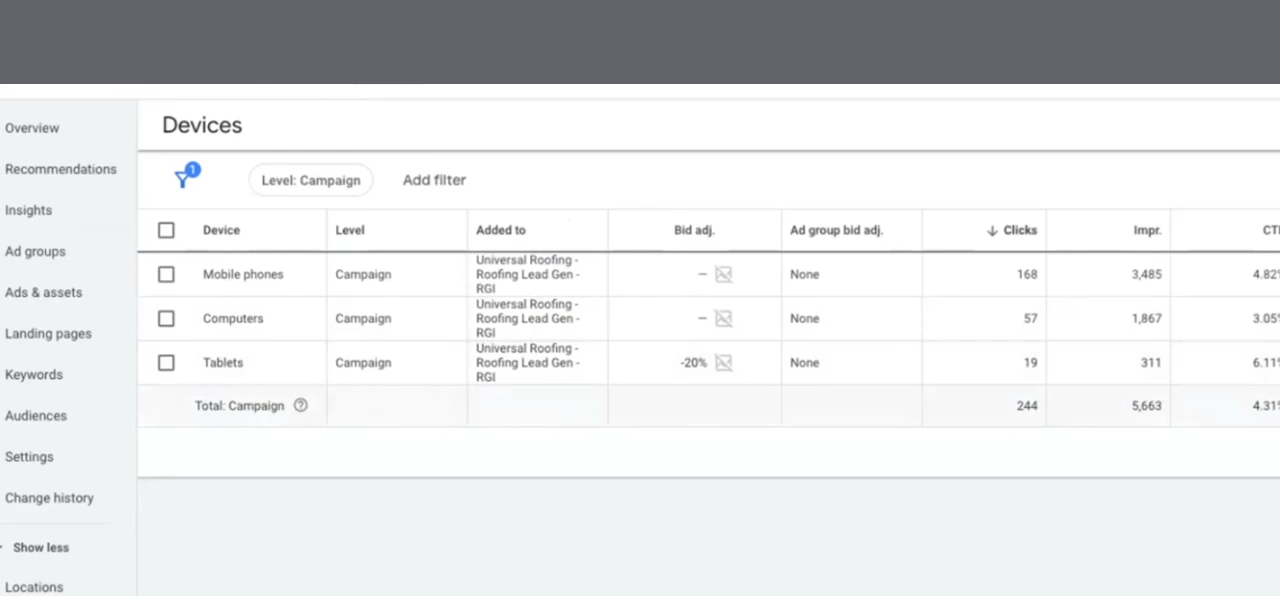 Devices
Overview
Recommendations
Insights
Ad groups
Ads & assets
Landing pages
Keywords
Audiences
Settings
Change history
Show less
Locations
1
Level: Campaign
Add filter
Device Level Added to Bid adj. Ad group bid adj. Clicks Impr.
Mobile phones Campaign Universal Roofing -
Roofing Lead Gen -
RGI
– None 168 3,485 4.82
Computers Campaign Universal Roofing -
Roofing Lead Gen -
RGI
– None 57 1,867 3.05
Tablets Campaign Universal Roofing -
Roofing Lead Gen -
RGI
-20% None 19 311 6.11
Total: Campaign 244 5,663 4.31